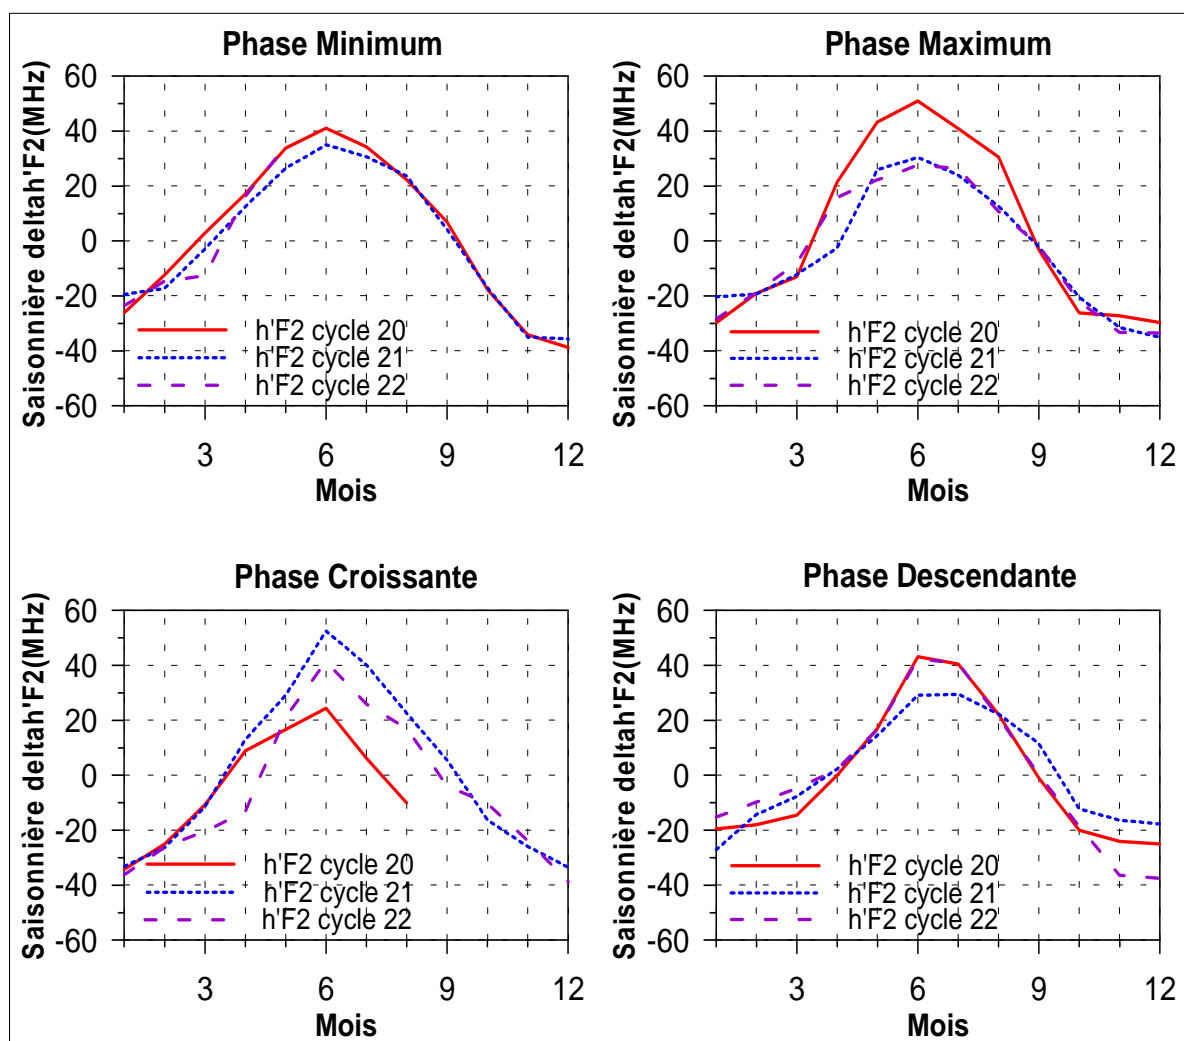 Phase Minimum
Saisonnière deltah'F2(MHz)
60
40
20
0
-20
-40
-60
h'F2 cycle 20
h'F2 cycle 21
h'F2 cycle 22
3 6 9 12
Mois
Phase Maximum
Saisonnière deltah'F2(MHz)
60
40
20
0
-20
-40
-60
h'F2 cycle 20
h'F2 cycle 21
h'F2 cycle 22
3 6 9 12
Mois
Phase Croissante
Saisonnière deltah'F2(MHz)
60
40
20
0
-20
-40
-60
h'F2 cycle 20
h'F2 cycle 21
h'F2 cycle 22
3 6 9 12
Mois
Phase Descendante
Saisonnière deltah'F2(MHz)
60
40
20
0
-20
-40
-60
h'F2 cycle 20
h'F2 cycle 21
h'F2 cycle 22
3 6 9 12
Mois